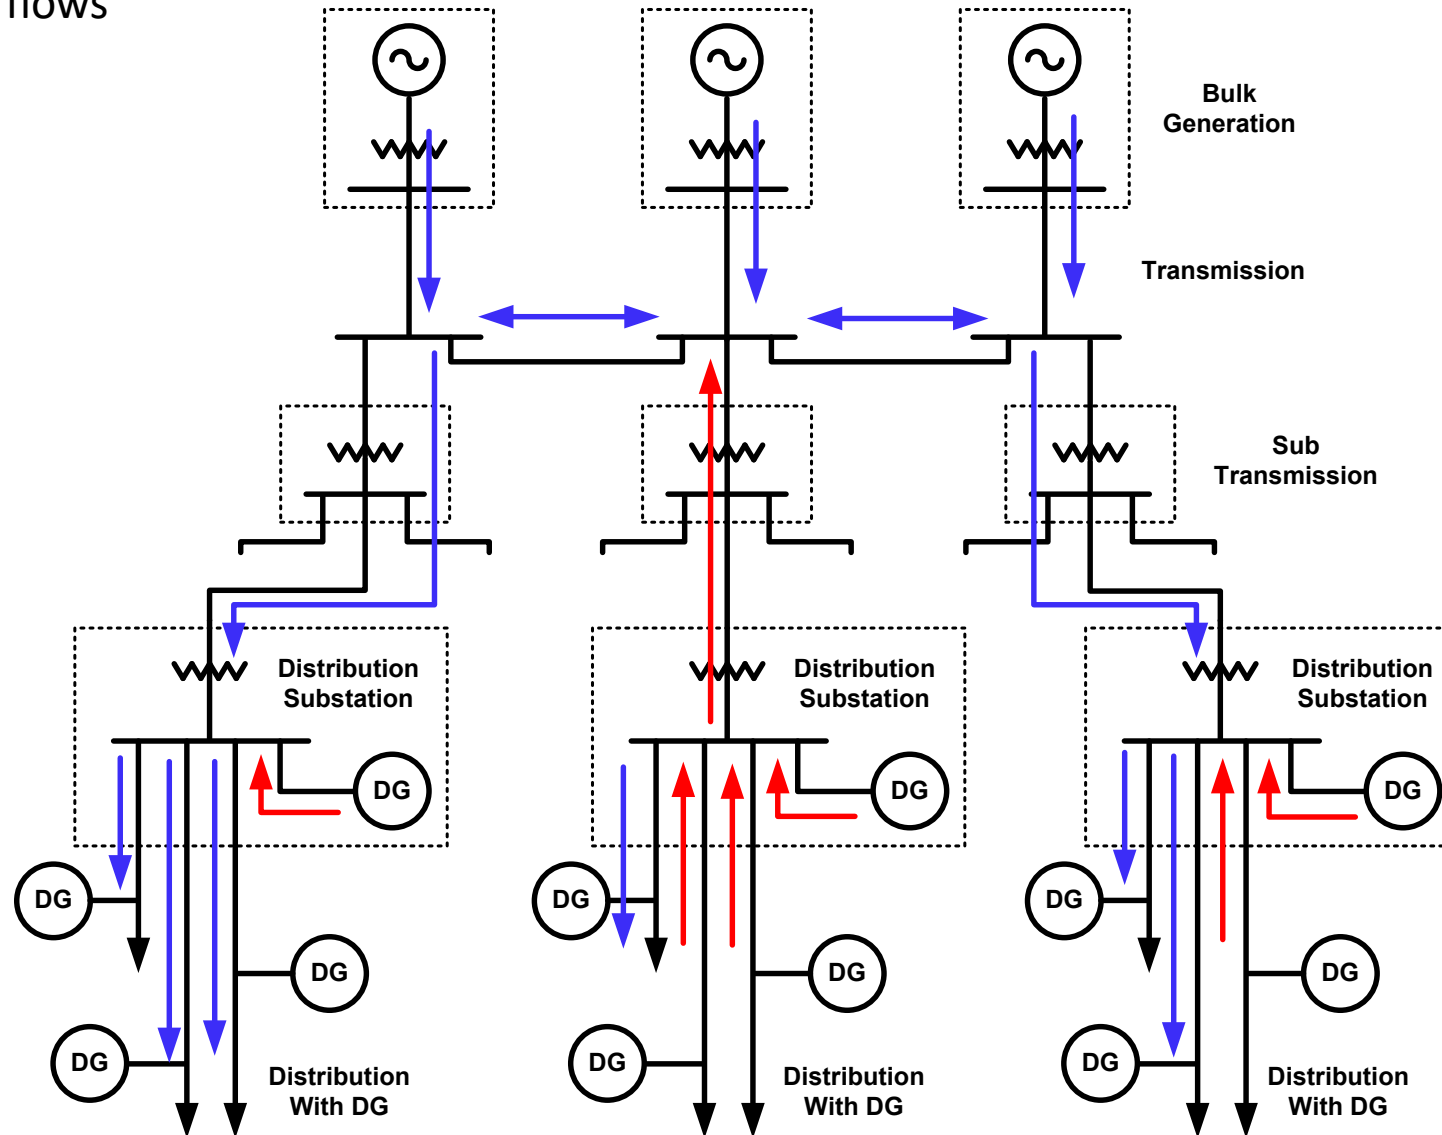 flows
Bulk
Generation
Transmission
Sub
Transmission
Distribution
Substation
Distribution
Substation
Distribution
Substation
DG
DG
DG
DG
DG
DG
DG
DG
DG
DG
DG
DG
Distribution
With DG
Distribution
With DG
Distribution
With DG